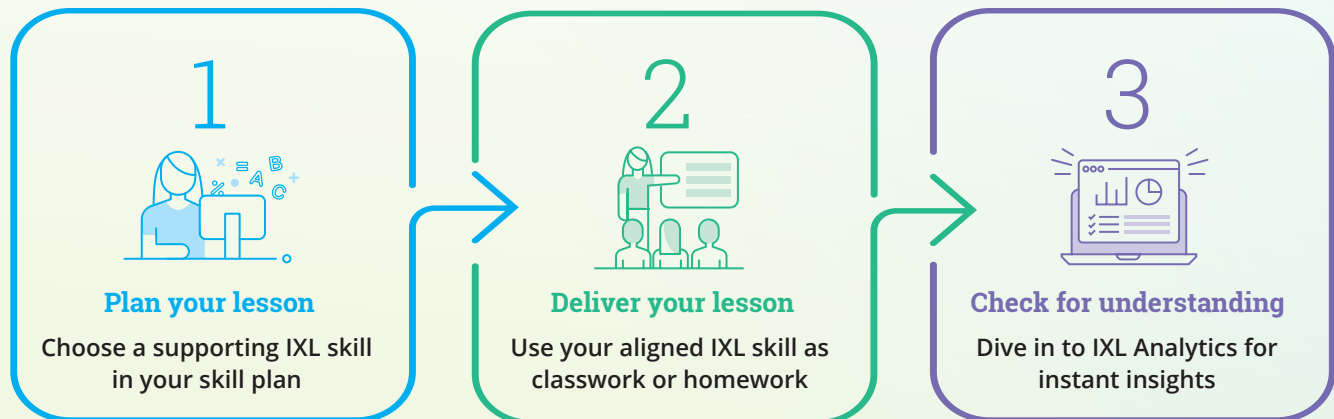 1
% × = A B C +
Plan your lesson
Choose a supporting IXL skill
in your skill plan
2
Deliver your lesson
Use your aligned IXL skill as
classwork or homework
3
Check for understanding
Dive in to IXL Analytics for
instant insights